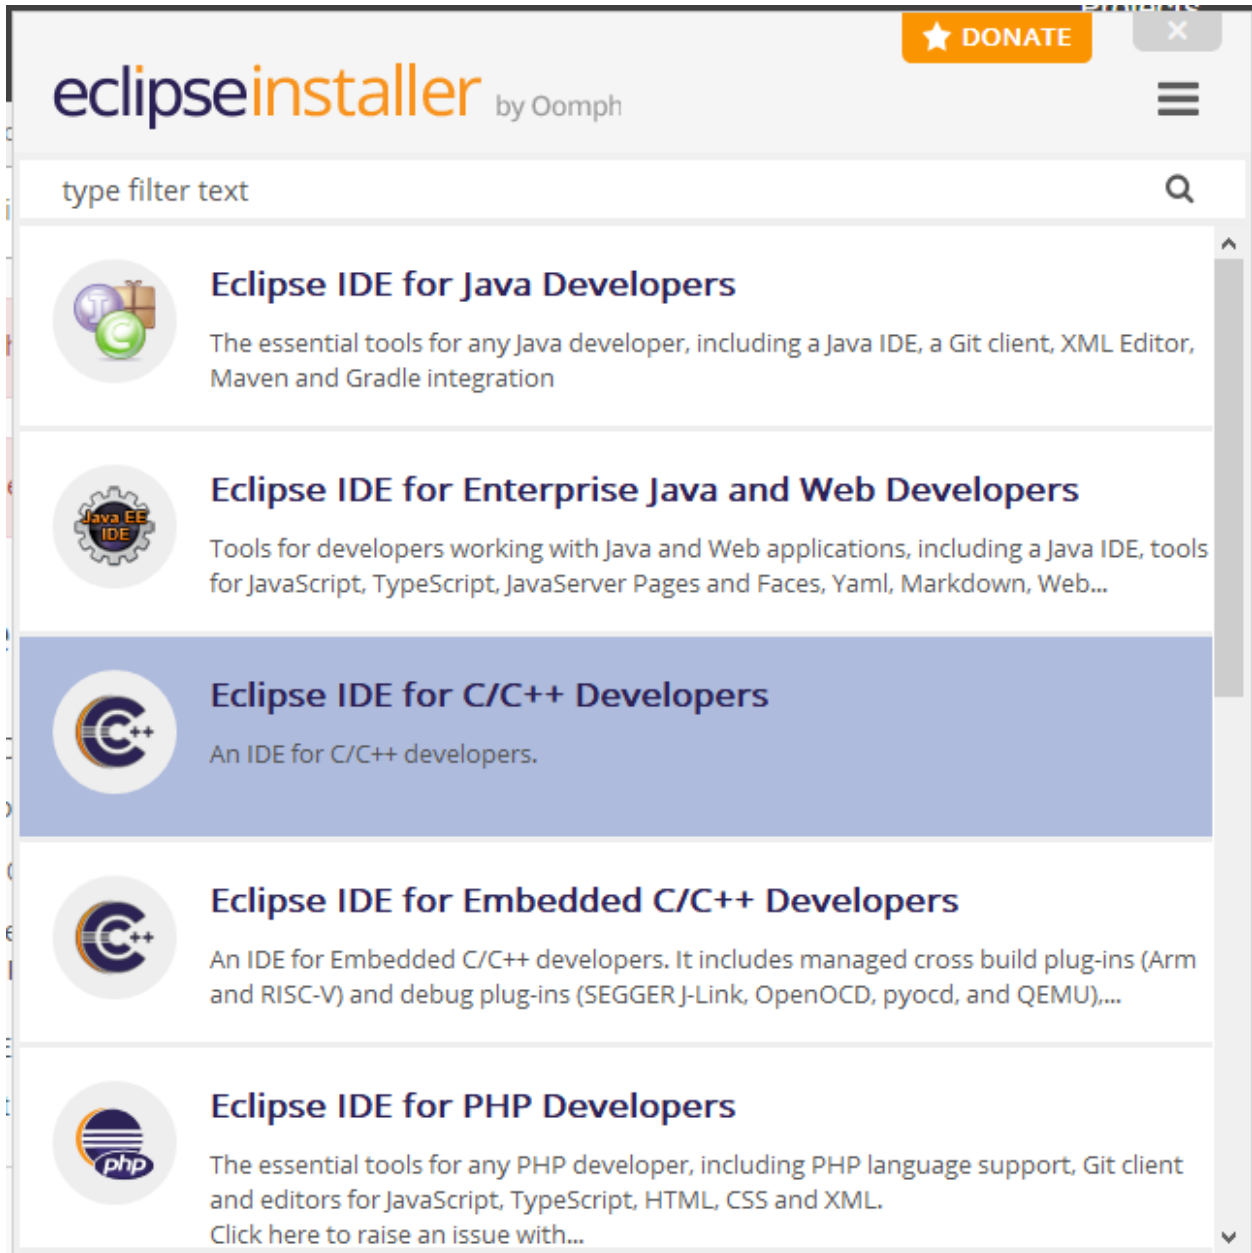 Projects
DONATE
eclipseinstaller by Oomph
type filter text
Eclipse IDE for Java Developers
The essential tools for any Java developer, including a Java IDE, a Git client, XML Editor,
Maven and Gradle integration
Java EE
IDE
Eclipse IDE for Enterprise Java and Web Developers
Tools for developers working with Java and Web applications, including a Java IDE, tools
for JavaScript, TypeScript, JavaServer Pages and Faces, Yaml, Markdown, Web...
C++
Eclipse IDE for C/C++ Developers
An IDE for C/C++ developers.
C++
Eclipse IDE for Embedded C/C++ Developers
An IDE for Embedded C/C++ developers. It includes managed cross build plug-ins (Arm
and RISC-V) and debug plug-ins (SEGGER J-Link, OpenOCD, pyocd, and QEMU),...
php
Eclipse IDE for PHP Developers
The essential tools for any PHP developer, including PHP language support, Git client
and editors for JavaScript, TypeScript, HTML, CSS and XML.
Click here to raise an issue with...